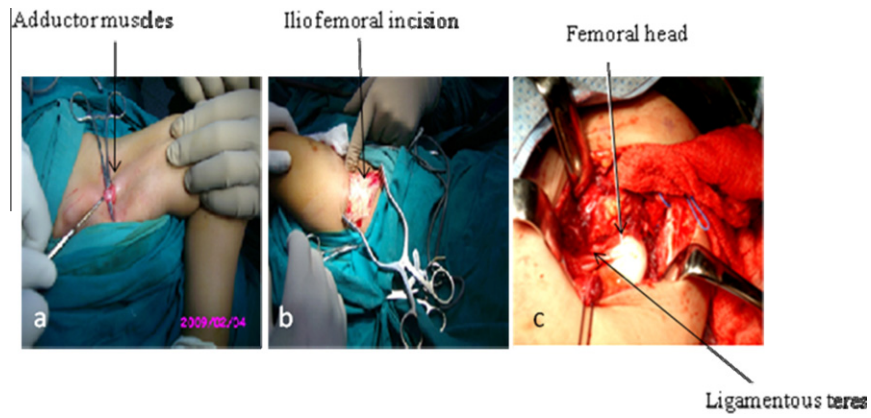 Adductor muscles
Ilio femoral incision
Femoral head
a
2009/02/04
b
c
Ligamentous teres